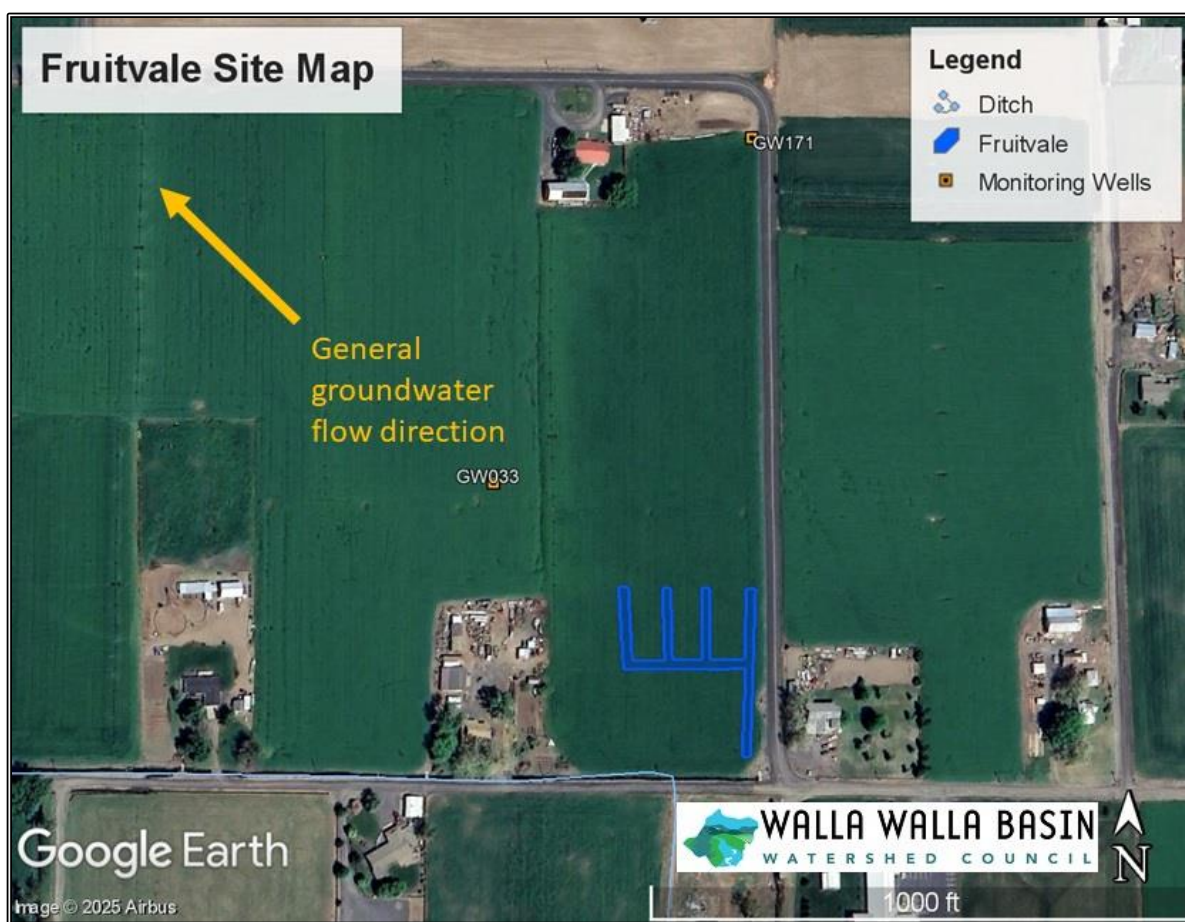 Fruitvale Site Map
Legend
Ditch
Fruitvale
Monitoring Wells
GW171
General
groundwater
flow direction
GW033
WALLA WALLA BASIN
WATERSHED COUNCIL
N
Google Earth
1000 ft
Image © 2025 Airbus